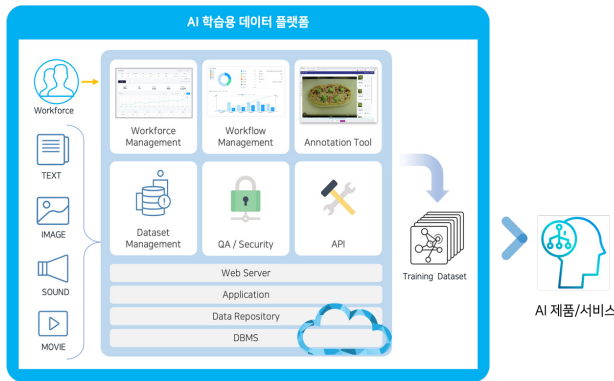 AI 학습용 데이터 플랫폼
Workforce
TEXT
IMAGE
SOUND
MOVIE
Workforce
Management
Workflow
Management
Annotation Tool
Dataset
Management
QA / Security
API
Web Server
Application
Data Repository
DBMS
Training Dataset
AI 제품/서비스